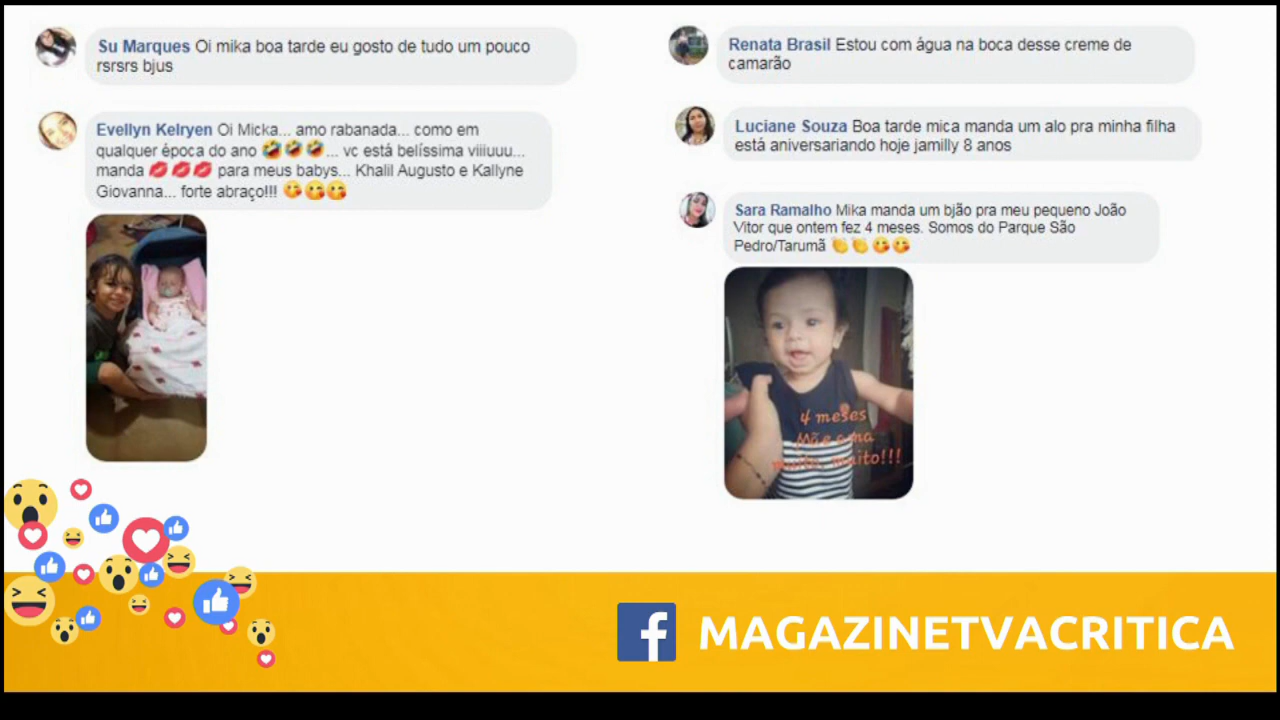 Su Marques Oi mika boa tarde eu gosto de tudo um pouco
rsrsrs bjus
Evellyn Kelryen Oi Micka... amo rabanada... como em
qualquer época do ano 🤣🤣🤣... vc está belíssima viiiuuu...
manda 💋💋💋 para meus babys... Khalil Augusto e Kallyne
Giovanna... forte abraço!!! 😘😘😘
Renata Brasil Estou com água na boca desse creme de
camarão
Luciane Souza Boa tarde mica manda um alo pra minha filha
está aniversariando hoje jamilly 8 anos
Sara Ramalho Mika manda um bjão pra meu pequeno João
Vitor que ontem fez 4 meses. Somos do Parque São
Pedro/Tarumã 👏👏😘😘
4 meses
Mãe ama
muito, muito!!!
MAGAZINETVACRITICA